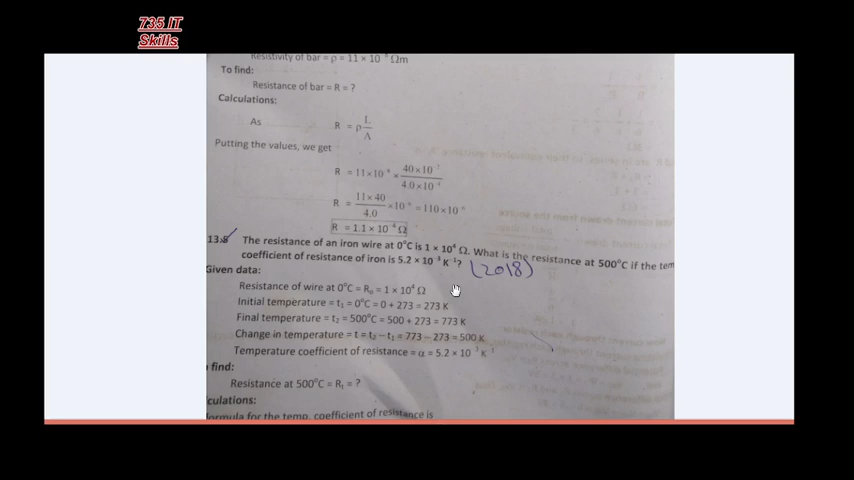 735 IT
Skills
Resistivity of bar = ρ = 11 × 10⁻⁸ Ωm
To find:
Resistance of bar = R = ?
Calculations:
As R = ρ L/A
Putting the values, we get
R = 11×10⁻⁸ × 40×10⁻² / 4.0×10⁻⁴
R = 11×40 / 4.0 ×10⁻⁶ = 110×10⁻⁶
R = 1.1 × 10⁻⁴ Ω
13.8 The resistance of an iron wire at 0°C is 1 × 10⁴ Ω. What is the resistance at 500°C if the tem
coefficient of resistance of iron is 5.2 × 10⁻³ K⁻¹? (2018)
Given data:
Resistance of wire at 0°C = R₀ = 1 × 10⁴ Ω
Initial temperature = t₁ = 0°C = 0 + 273 = 273 K
Final temperature = t₂ = 500°C = 500 + 273 = 773 K
Change in temperature = t = t₂ – t₁ = 773 – 273 = 500 K
Temperature coefficient of resistance = α = 5.2 × 10⁻³ K⁻¹
find:
Resistance at 500°C = Rₜ = ?
culations:
formula for the temp. coefficient of resistance is